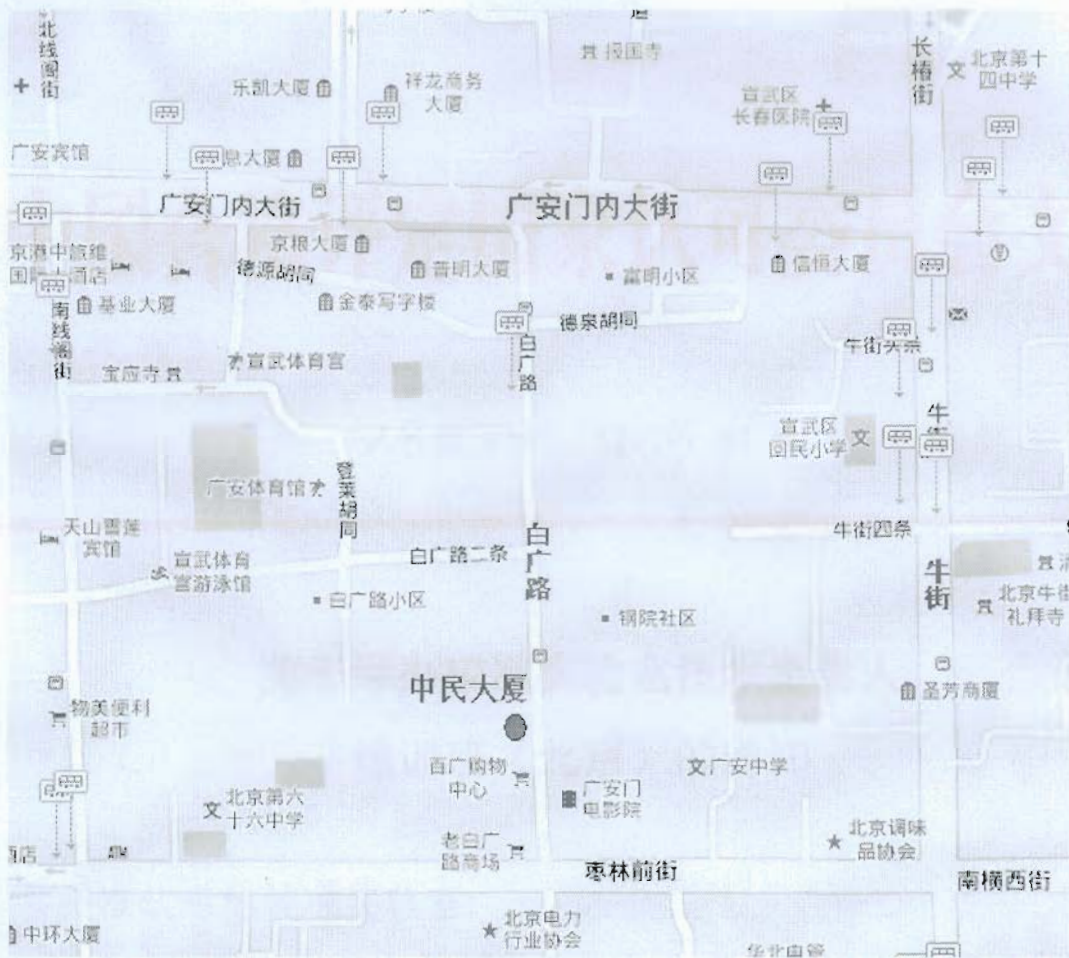 北线阁街
报国寺
长椿街
北京第十
四中学
乐凯大厦
祥龙商务
大厦
宣武区
长春医院
广安宾馆
息大厦
广安门内大街
广安门内大街
京粮大厦
德源胡同
普明大厦
富明小区
信恒大厦
京港中旅维
基业大厦
金泰写字楼
南线阁街
德泉胡同
白广路
牛街头条
宝应寺
宣武体育宫
宣武区
回民小学
牛
广安体育馆
登莱胡同
天山雪莲
宾馆
白广路二条
白广路
牛街四条
宣武体育
宫游泳馆
白广路小区
钢院社区
牛街
北京牛街
礼拜寺
中民大厦
圣芳商厦
物美便利
超市
百广购物
中心
广安中学
广安门
电影院
北京第六
十六中学
北京调味
品协会
酒店
老白广
路商场
枣林前街
南横西街
北京电力
行业协会
中环大厦
华北电管